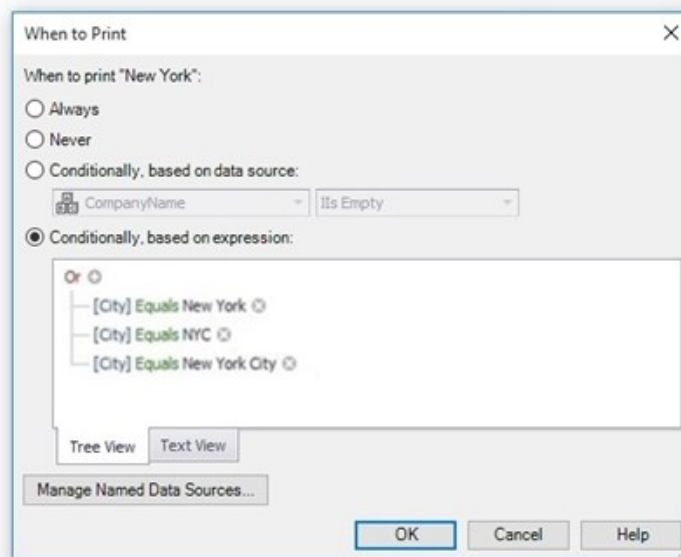 When to Print
When to print "New York":
Always
Never
Conditionally, based on data source:
CompanyName IIs Empty
Conditionally, based on expression:
Or
[City] Equals New York
[City] Equals NYC
[City] Equals New York City
Tree View Text View
Manage Named Data Sources...
OK Cancel Help